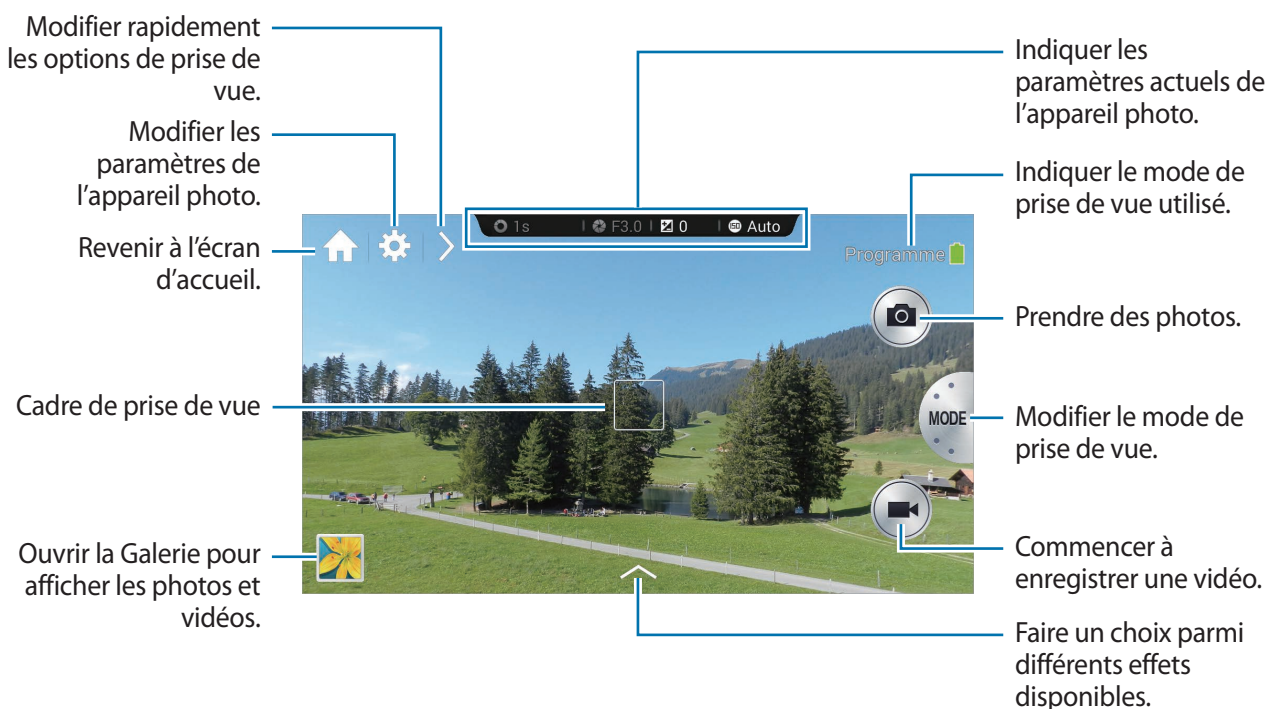 Modifier rapidement
les options de prise de
vue.
Modifier les
paramètres de
l’appareil photo.
Revenir à l’écran
d’accueil.
Cadre de prise de vue
Ouvrir la Galerie pour
afficher les photos et
vidéos.
1s
F3.0
0
ISO
Auto
Programme
MODE
Indiquer les
paramètres actuels de
l’appareil photo.
Indiquer le mode de
prise de vue utilisé.
Prendre des photos.
Modifier le mode de
prise de vue.
Commencer à
enregistrer une vidéo.
Faire un choix parmi
différents effets
disponibles.